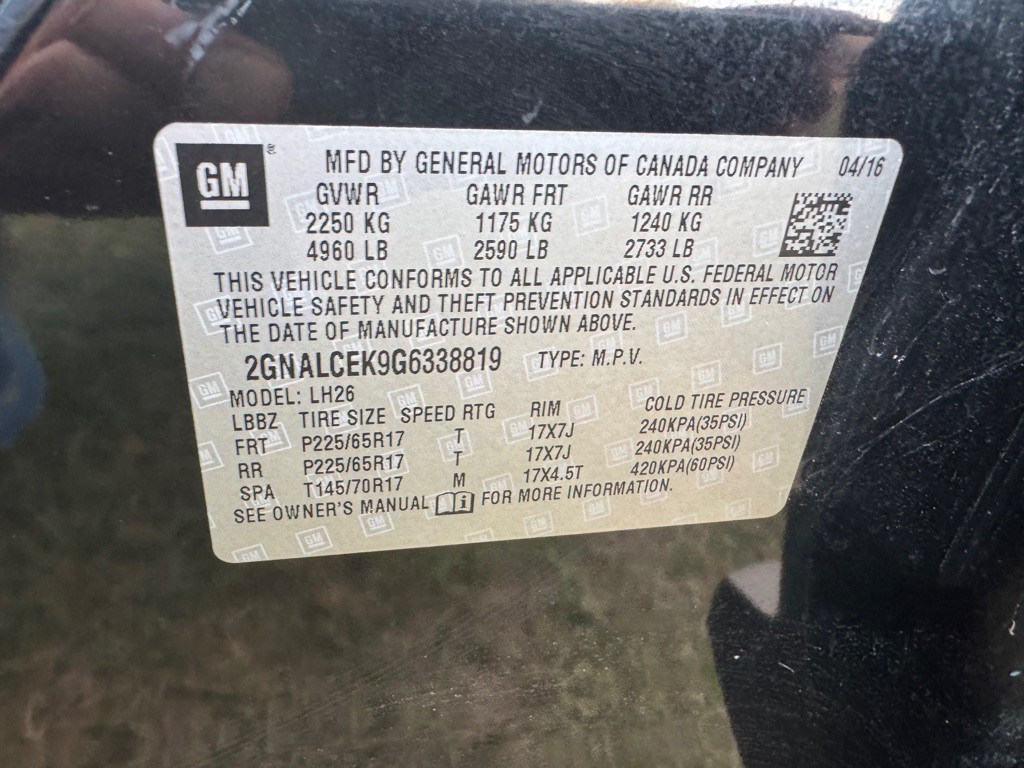 GM ® MFD BY GENERAL MOTORS OF CANADA COMPANY 04/16
GVWR GAWR FRT GAWR RR
2250 KG 1175 KG 1240 KG
4960 LB 2590 LB 2733 LB
THIS VEHICLE CONFORMS TO ALL APPLICABLE U.S. FEDERAL MOTOR
VEHICLE SAFETY AND THEFT PREVENTION STANDARDS IN EFFECT ON
THE DATE OF MANUFACTURE SHOWN ABOVE.
2GNALCEK9G6338819 TYPE: M.P.V.
MODEL: LH26
LBBZ TIRE SIZE SPEED RTG RIM COLD TIRE PRESSURE
FRT P225/65R17 T 17X7J 240KPA(35PSI)
RR P225/65R17 T 17X7J 240KPA(35PSI)
SPA T145/70R17 M 17X4.5T 420KPA(60PSI)
SEE OWNER'S MANUAL i FOR MORE INFORMATION.